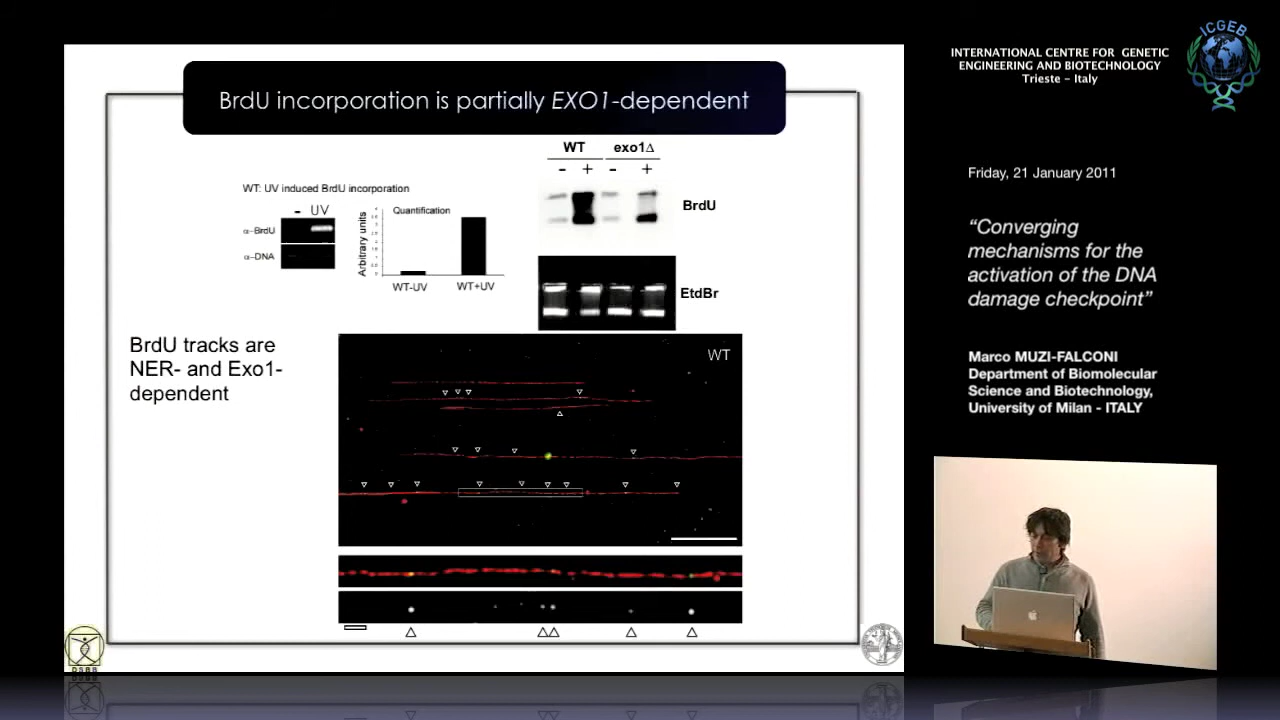 BrdU incorporation is partially EXO1-dependent
WT: UV induced BrdU incorporation
- UV
α-BrdU
α-DNA
Quantification
Arbitrary units
WT-UV
WT+UV
WT
exo1Δ
- + - +
BrdU
EtdBr
BrdU tracks are
NER- and Exo1-
dependent
WT
DSBB
ICGEB
INTERNATIONAL CENTRE FOR GENETIC
ENGINEERING AND BIOTECHNOLOGY
Trieste – Italy
Friday, 21 January 2011
“Converging
mechanisms for the
activation of the DNA
damage checkpoint”
Marco MUZI-FALCONI
Department of Biomolecular
Science and Biotechnology,
University of Milan - ITALY